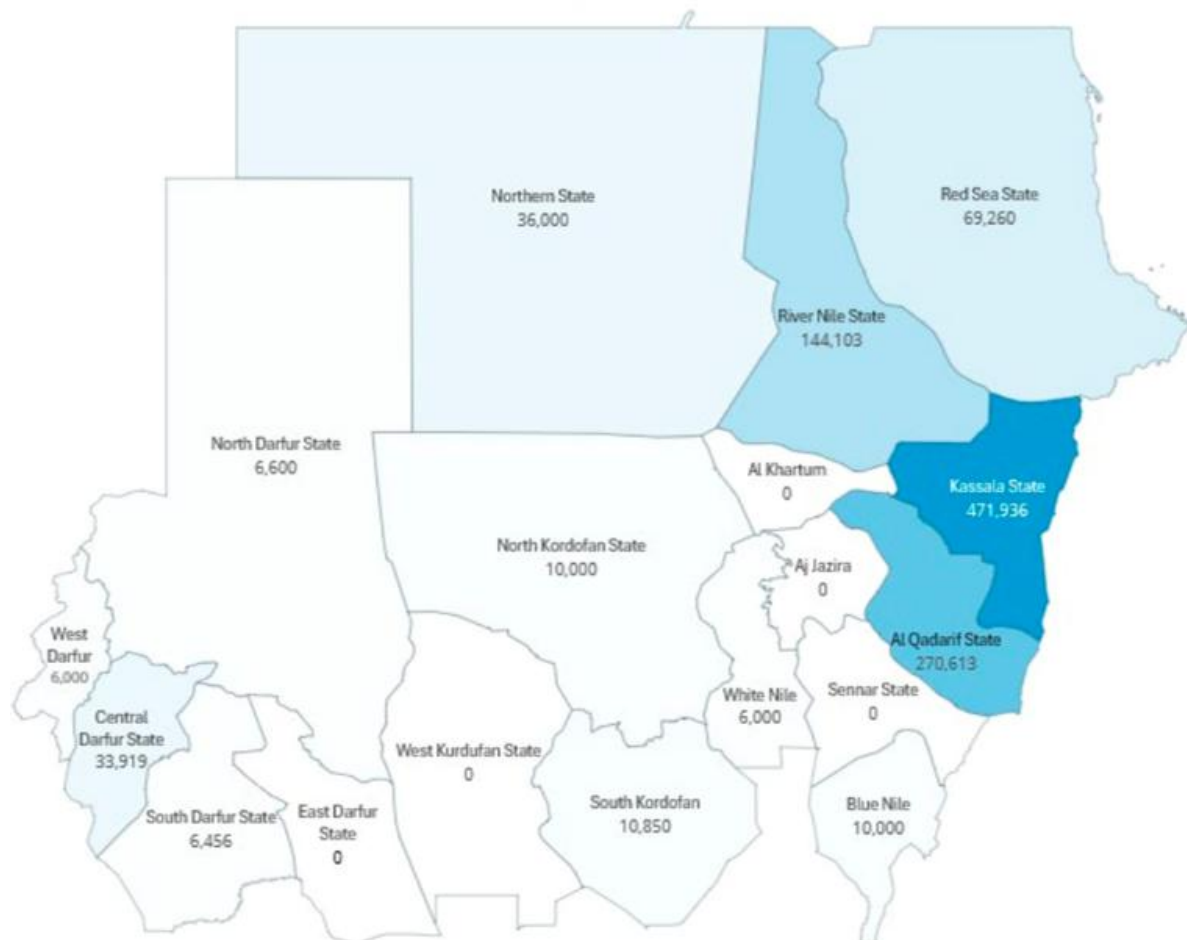 Northern State
36,000
Red Sea State
69,260
River Nile State
144,103
North Darfur State
6,600
Al Khartum
0
Kassala State
471,936
North Kordofan State
10,000
Aj Jazira
0
West
Darfur
6,000
Al Qadarif State
270,613
White Nile
6,000
Sennar State
0
Central
Darfur State
33,919
West Kurdufan State
0
South Kordofan
10,850
Blue Nile
10,000
South Darfur State
6,456
East Darfur
State
0